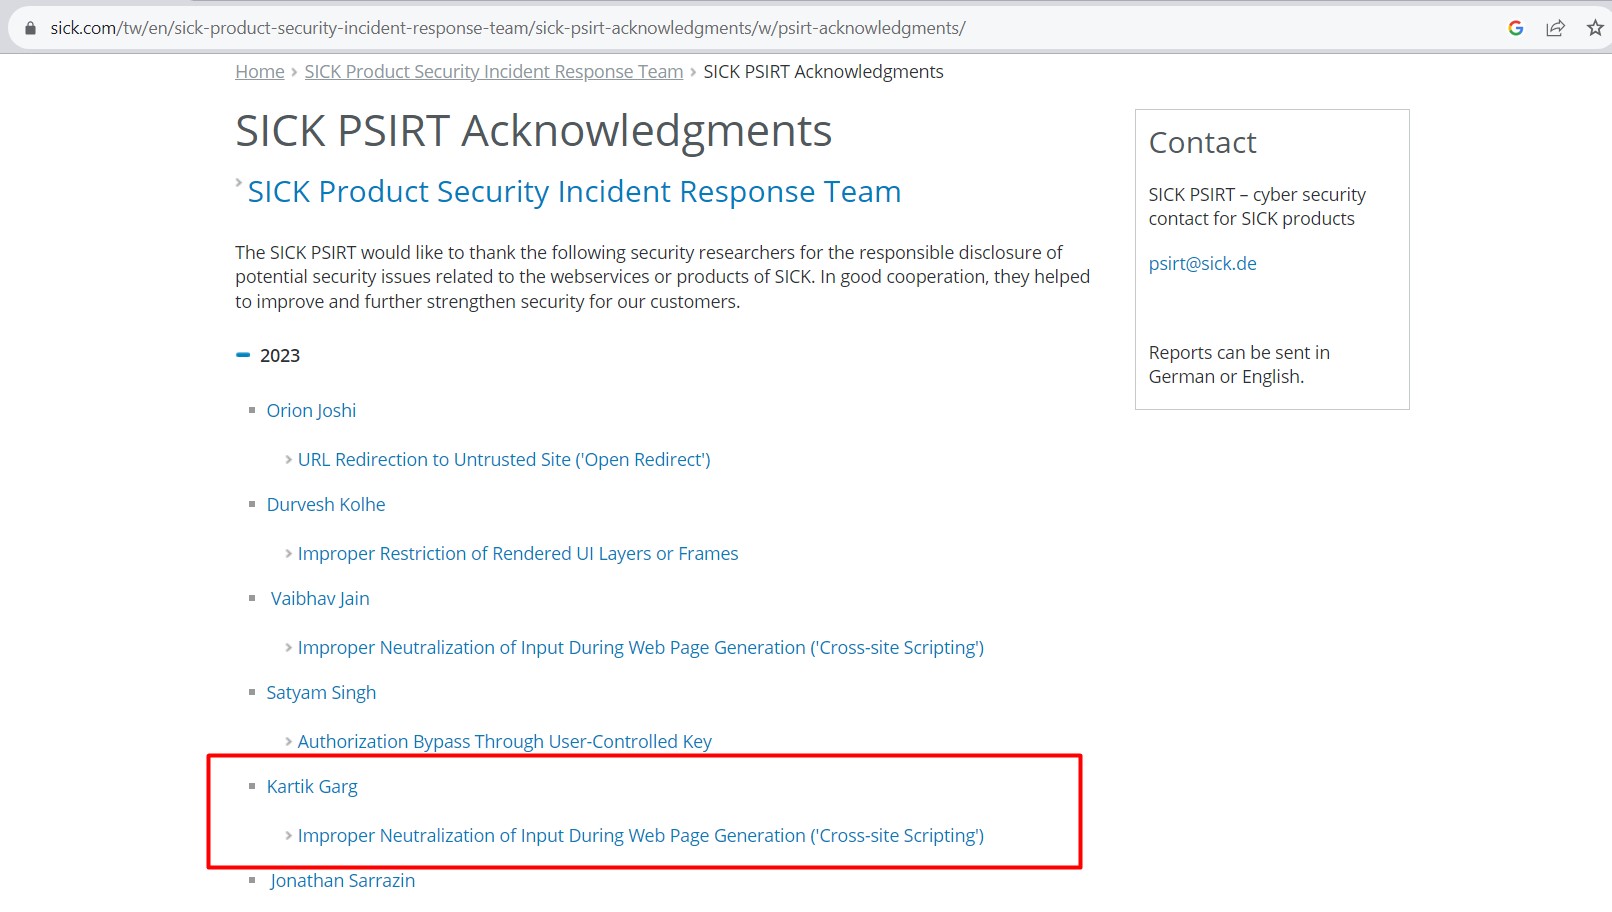 sick.com/tw/en/sick-product-security-incident-response-team/sick-psirt-acknowledgments/w/psirt-acknowledgments/
Home › SICK Product Security Incident Response Team › SICK PSIRT Acknowledgments
SICK PSIRT Acknowledgments
SICK Product Security Incident Response Team
The SICK PSIRT would like to thank the following security researchers for the responsible disclosure of
potential security issues related to the webservices or products of SICK. In good cooperation, they helped
to improve and further strengthen security for our customers.
2023
Orion Joshi
URL Redirection to Untrusted Site ('Open Redirect')
Durvesh Kolhe
Improper Restriction of Rendered UI Layers or Frames
Vaibhav Jain
Improper Neutralization of Input During Web Page Generation ('Cross-site Scripting')
Satyam Singh
Authorization Bypass Through User-Controlled Key
Kartik Garg
Improper Neutralization of Input During Web Page Generation ('Cross-site Scripting')
Jonathan Sarrazin
Contact
SICK PSIRT – cyber security
contact for SICK products
psirt@sick.de
Reports can be sent in
German or English.